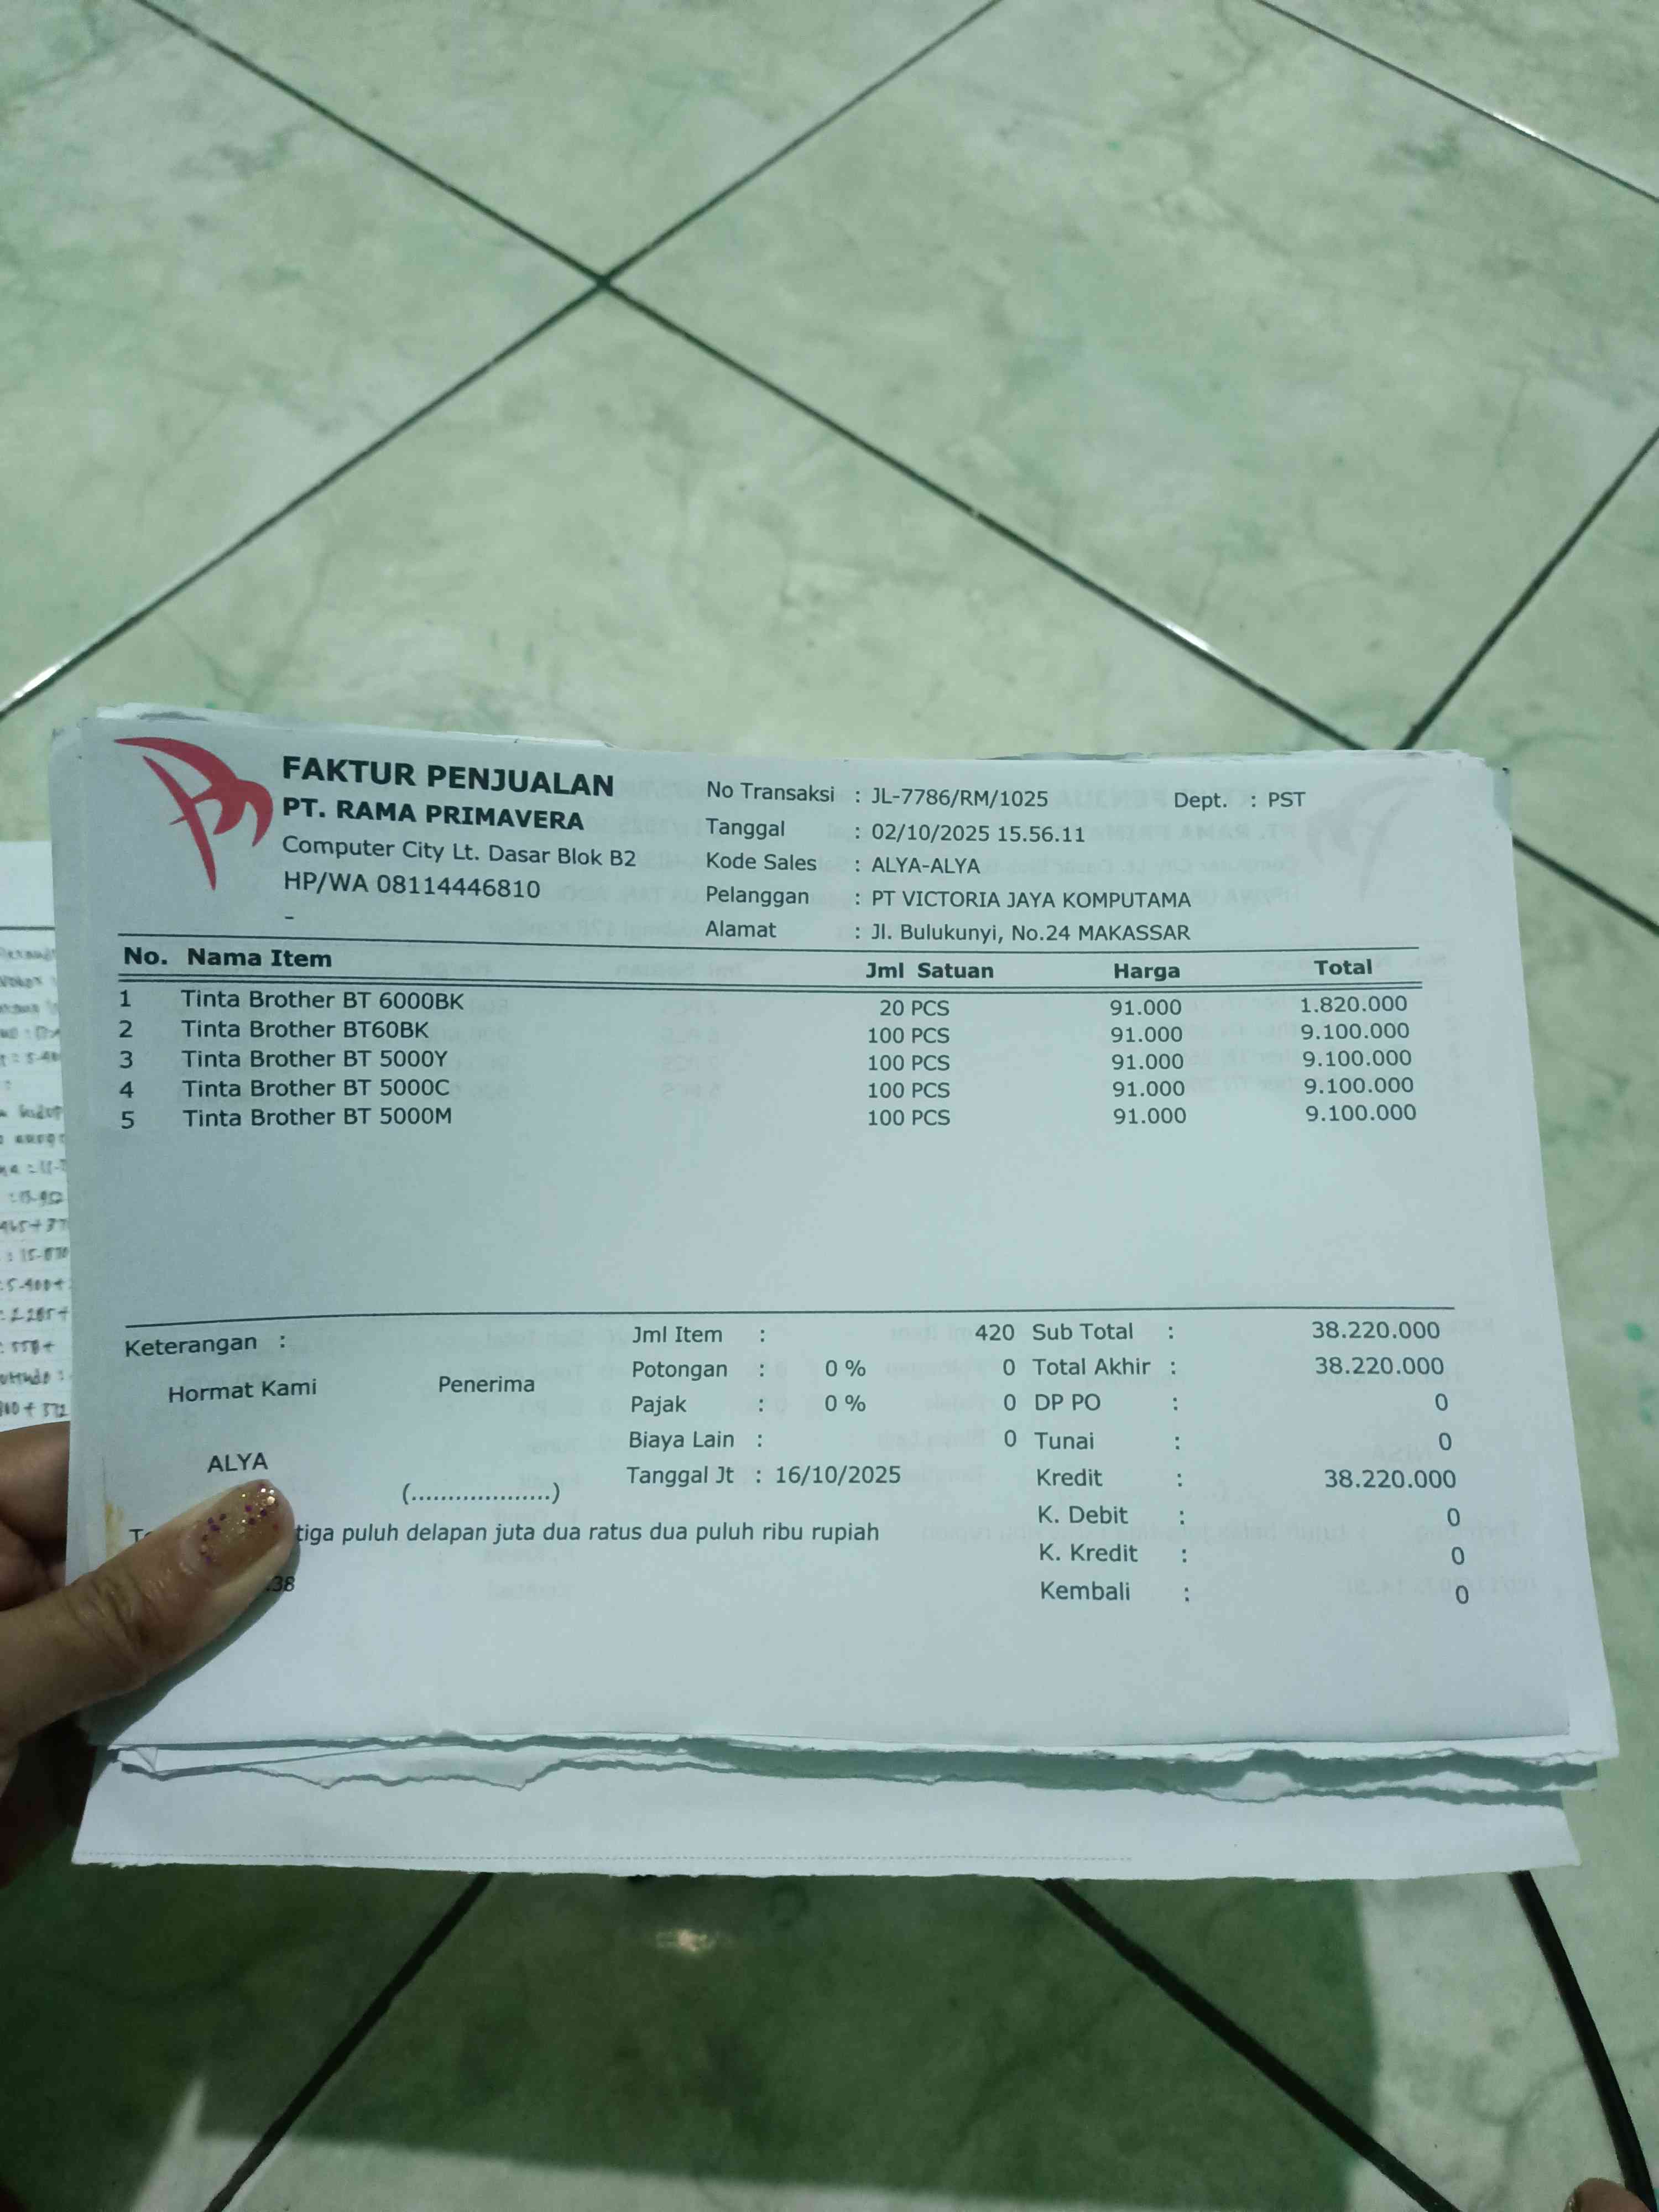 FAKTUR PENJUALAN
PT. RAMA PRIMAVERA
Computer City Lt. Dasar Blok B2
HP/WA 08114446810
-
No Transaksi : JL-7786/RM/1025 Dept. : PST
Tanggal : 02/10/2025 15.56.11
Kode Sales : ALYA-ALYA
Pelanggan : PT VICTORIA JAYA KOMPUTAMA
Alamat : Jl. Bulukunyi, No.24 MAKASSAR
No. Nama Item Jml Satuan Harga Total
1 Tinta Brother BT 6000BK 20 PCS 91.000 1.820.000
2 Tinta Brother BT60BK 100 PCS 91.000 9.100.000
3 Tinta Brother BT 5000Y 100 PCS 91.000 9.100.000
4 Tinta Brother BT 5000C 100 PCS 91.000 9.100.000
5 Tinta Brother BT 5000M 100 PCS 91.000 9.100.000
Keterangan :
Hormat Kami Penerima
ALYA
(...................)
Jml Item : 420
Potongan : 0 % 0
Pajak : 0 % 0
Biaya Lain : 0
Tanggal Jt : 16/10/2025
Sub Total : 38.220.000
Total Akhir : 38.220.000
DP PO : 0
Tunai : 0
Kredit : 38.220.000
K. Debit : 0
K. Kredit : 0
Kembali : 0
tiga puluh delapan juta dua ratus dua puluh ribu rupiah
.38